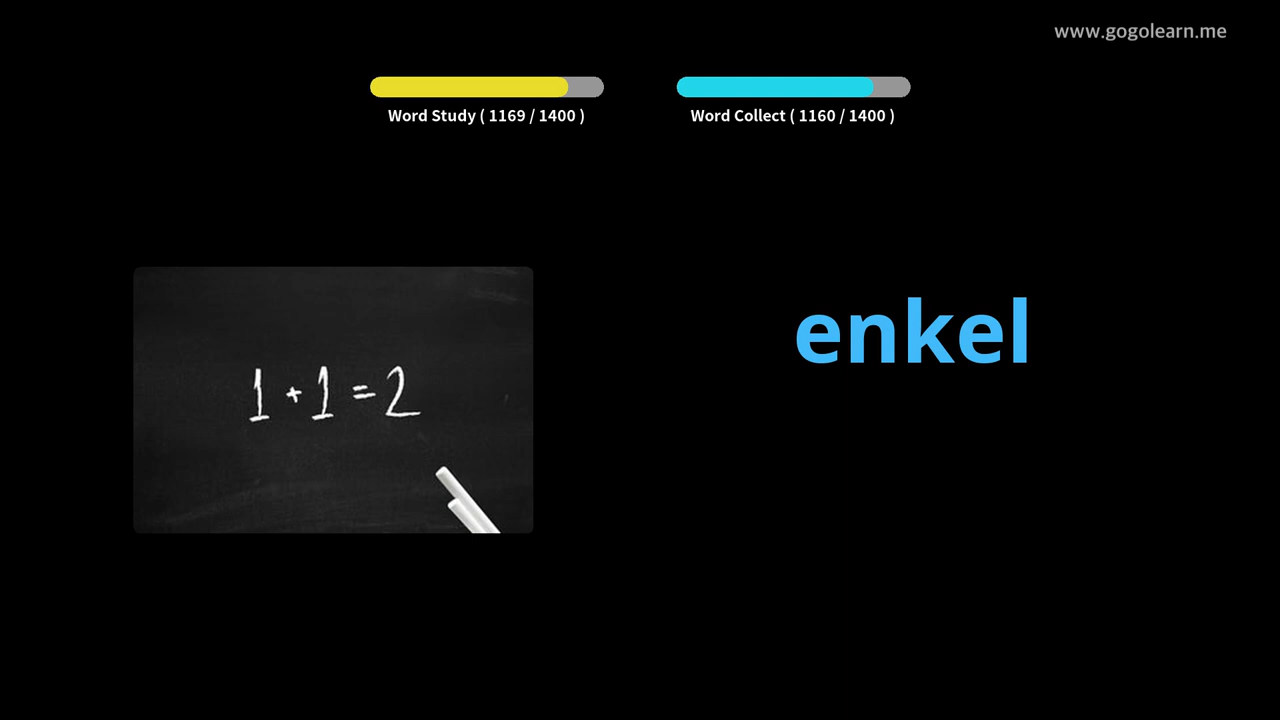 www.gogolearn.me
Word Study ( 1169 / 1400 )
Word Collect ( 1160 / 1400 )
enkel
1 + 1 = 2